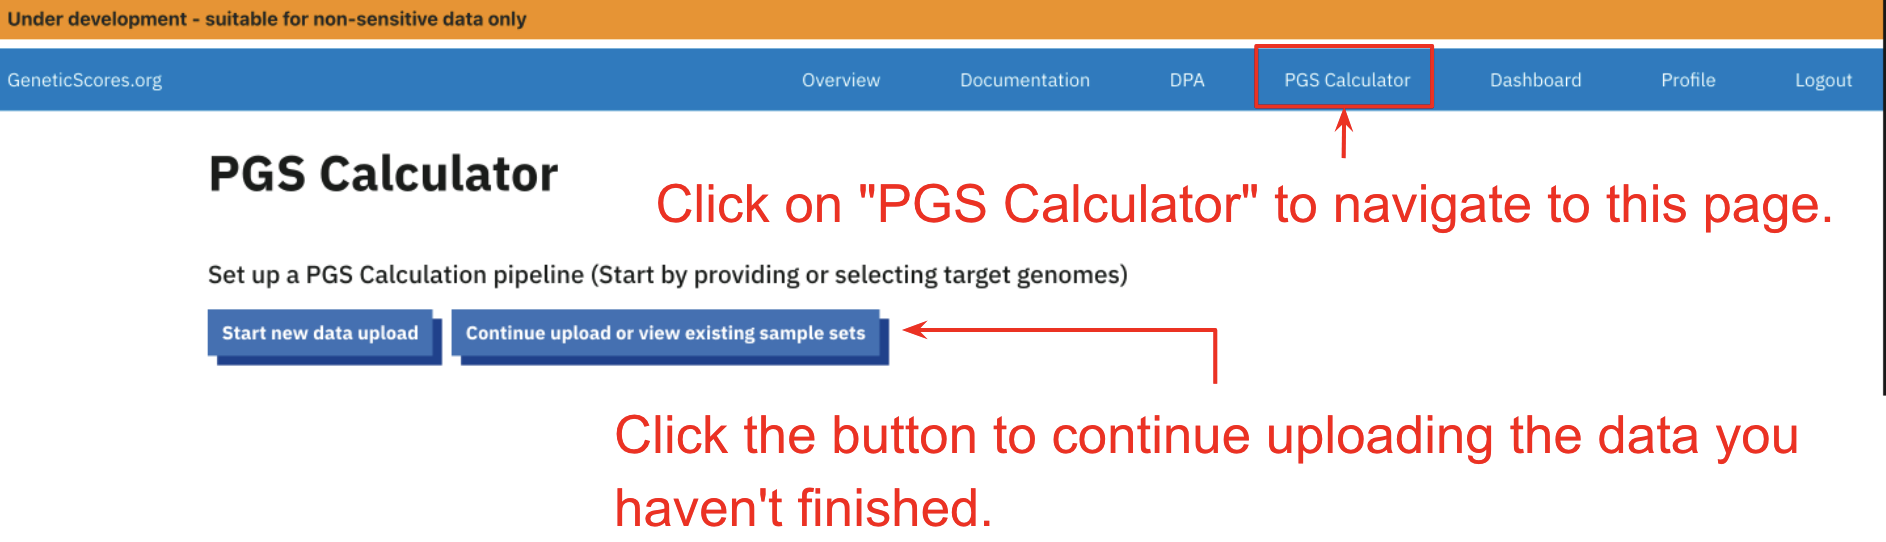 Under development - suitable for non-sensitive data only
GeneticScores.org Overview Documentation DPA PGS Calculator Dashboard Profile Logout
PGS Calculator
Click on "PGS Calculator" to navigate to this page.
Set up a PGS Calculation pipeline (Start by providing or selecting target genomes)
Start new data upload Continue upload or view existing sample sets
Click the button to continue uploading the data you
haven't finished.